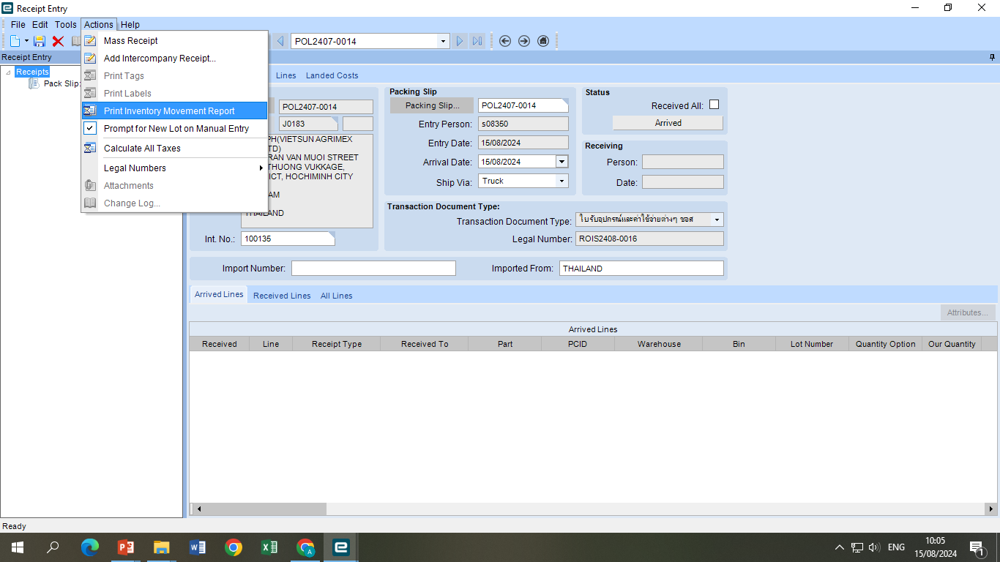 Receipt Entry
File Edit Tools Actions Help
POL2407-0014
Receipt Entry
Receipts
Pack Slip:
Mass Receipt
Add Intercompany Receipt...
Print Tags
Print Labels
Print Inventory Movement Report
Prompt for New Lot on Manual Entry
Calculate All Taxes
Legal Numbers
Attachments
Change Log...
Lines Landed Costs
POL2407-0014
J0183
PH(VIETSUN AGRIMEX
TD)
RAN VAN MUOI STREET
THUONG VUKKAGE,
ICT, HOCHIMINH CITY
AM
THAILAND
Int. No.: 100135
Packing Slip
Packing Slip... POL2407-0014
Entry Person: s08350
Entry Date: 15/08/2024
Arrival Date: 15/08/2024
Ship Via: Truck
Status
Received All:
Arrived
Receiving
Person:
Date:
Transaction Document Type:
Transaction Document Type: ใบรับอุปกรณ์และค่าใช้จ่ายต่างๆ ซอส
Legal Number: ROIS2408-0016
Import Number: Imported From: THAILAND
Arrived Lines Received Lines All Lines
Attributes...
Arrived Lines
Received Line Receipt Type Received To Part PCID Warehouse Bin Lot Number Quantity Option Our Quantity
Ready
ENG
10:05
15/08/2024
1